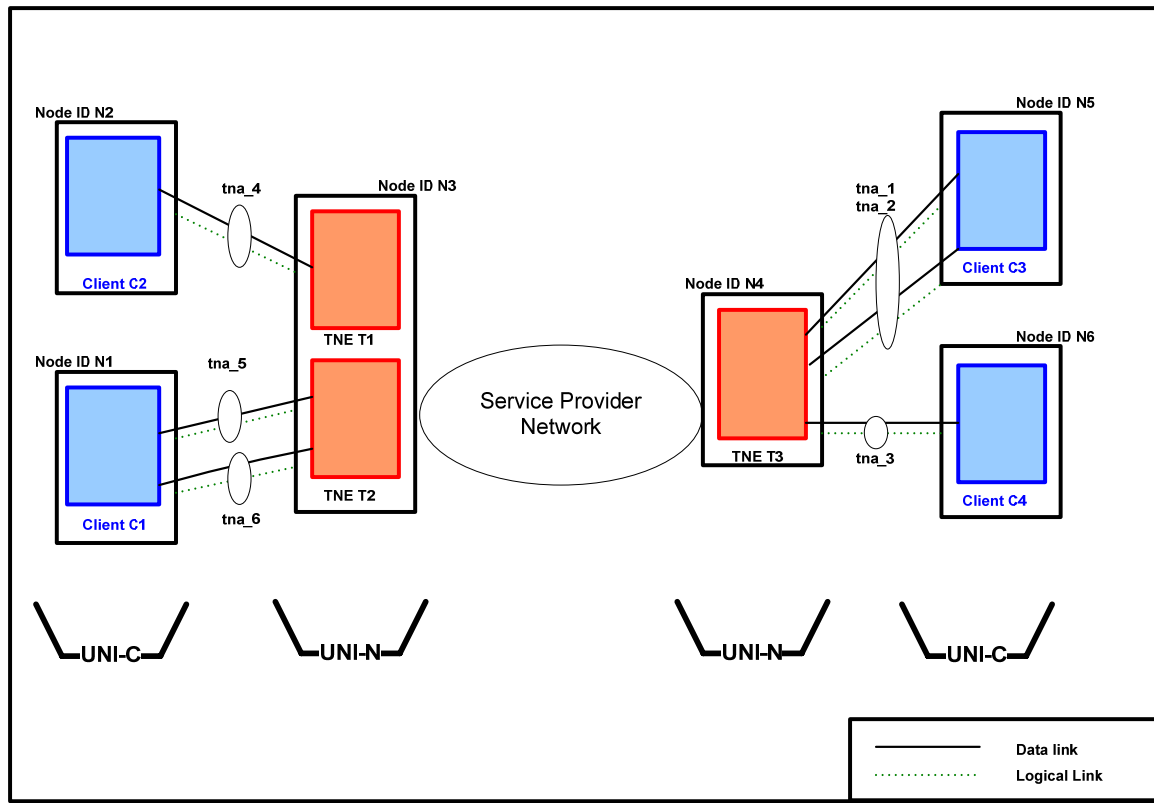 Node ID N2
tna_4
Client C2
Node ID N3
TNE T1
Node ID N1
tna_5
tna_6
Client C1
TNE T2
Service Provider
Network
Node ID N4
TNE T3
tna_1
tna_2
Node ID N5
Client C3
Node ID N6
tna_3
Client C4
UNI-C
UNI-N
UNI-N
UNI-C
Data link
Logical Link